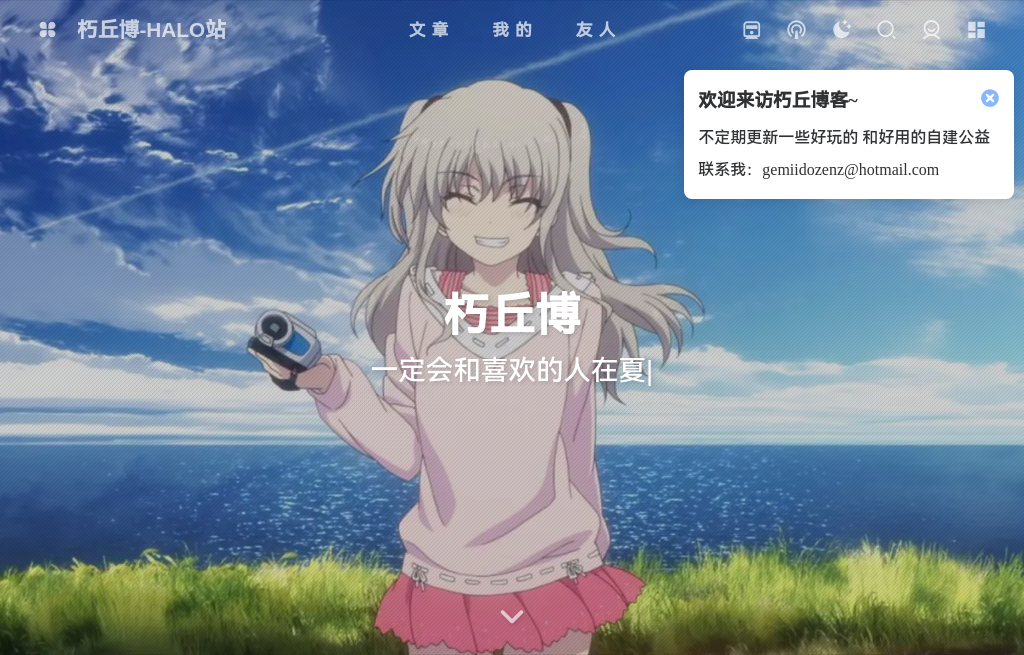 朽丘博-HALO站
文章 我的 友人
欢迎来访朽丘博客~
不定期更新一些好玩的 和好用的自建公益
联系我：gemiidozenz@hotmail.com
朽丘博
一定会和喜欢的人在夏|